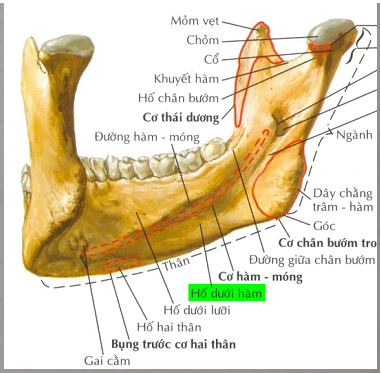 Mỏm vẹt
Chỏm
Cổ
Khuyết hàm
Hố chân bướm
Cơ thái dương
Đường hàm - móng
Ngành
Dây chằng
trâm - hàm
Góc
Cơ chân bướm tro
Đường giữa chân bướm
Thân
Cơ hàm - móng
Hố dưới hàm
Hố dưới lưỡi
Hố hai thân
Bụng trước cơ hai thân
Gai cằm